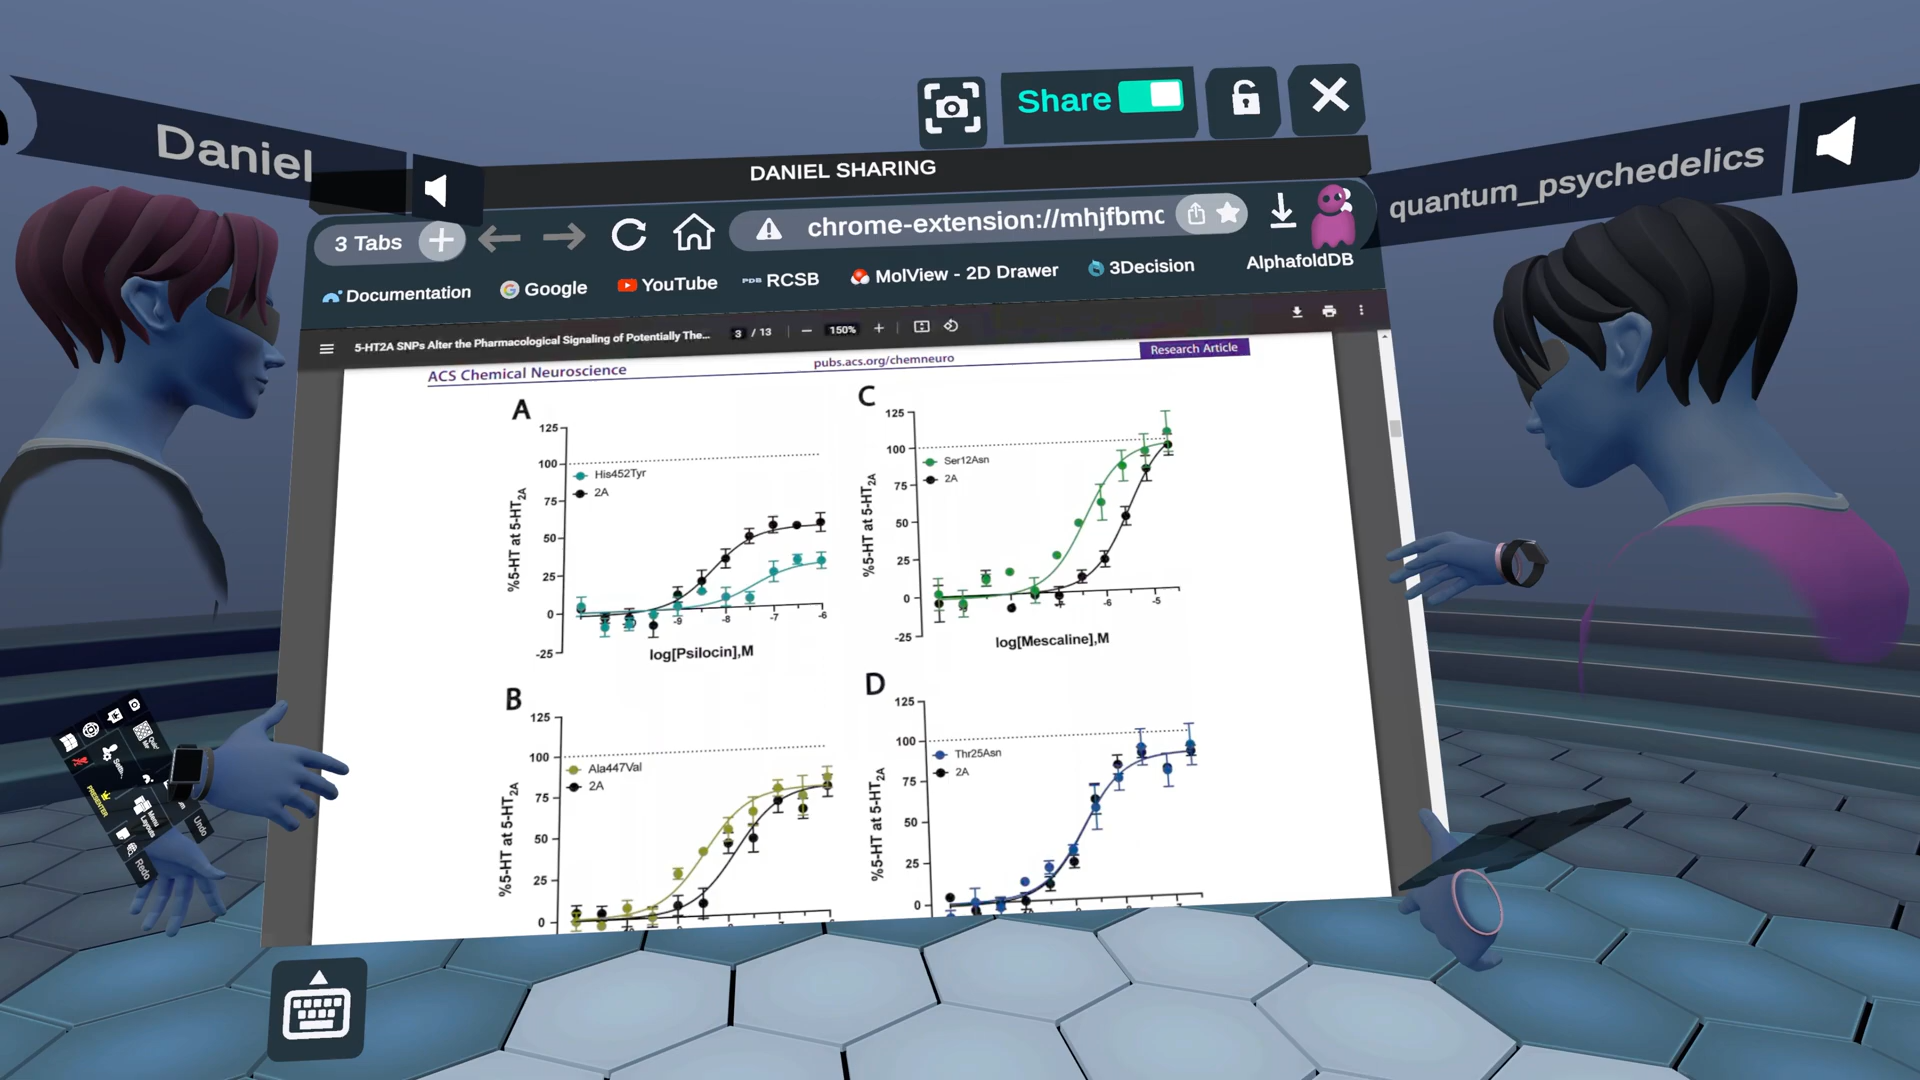 Daniel
Share
quantum_psychedelics
DANIEL SHARING
3 Tabs
chrome-extension://mhjfbmc
Documentation
Google
YouTube
PDB RCSB
MolView - 2D Drawer
3Decision
AlphafoldDB
5-HT2A SNPs Alter the Pharmacological Signaling of Potentially The...
3 / 13
150%
ACS Chemical Neuroscience
pubs.acs.org/chemneuro
Research Article
A
%5-HT at 5-HT2A
125
100
75
50
25
0
-25
His452Tyr
2A
-9 -8 -7 -6
log[Psilocin],M
C
%5-HT at 5-HT2A
125
100
75
50
25
0
-25
Ser12Asn
2A
-6 -5
log[Mescaline],M
B
%5-HT at 5-HT2A
125
100
75
50
25
0
Ala447Val
2A
D
%5-HT at 5-HT2A
125
100
75
50
25
0
Thr25Asn
2A
PRESENTER
Menu
Layouts
Undo
Redo